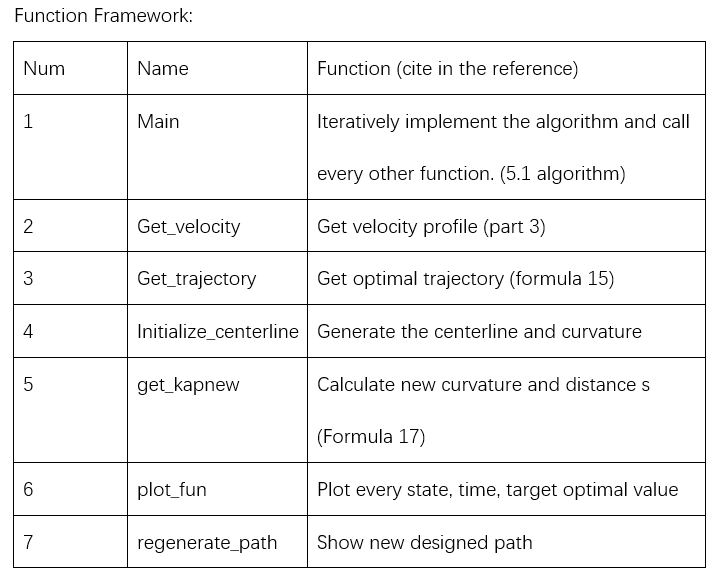 Function Framework:
Num Name Function (cite in the reference)
1 Main Iteratively implement the algorithm and call
every other function. (5.1 algorithm)
2 Get_velocity Get velocity profile (part 3)
3 Get_trajectory Get optimal trajectory (formula 15)
4 Initialize_centerline Generate the centerline and curvature
5 get_kapnew Calculate new curvature and distance s
(Formula 17)
6 plot_fun Plot every state, time, target optimal value
7 regenerate_path Show new designed path